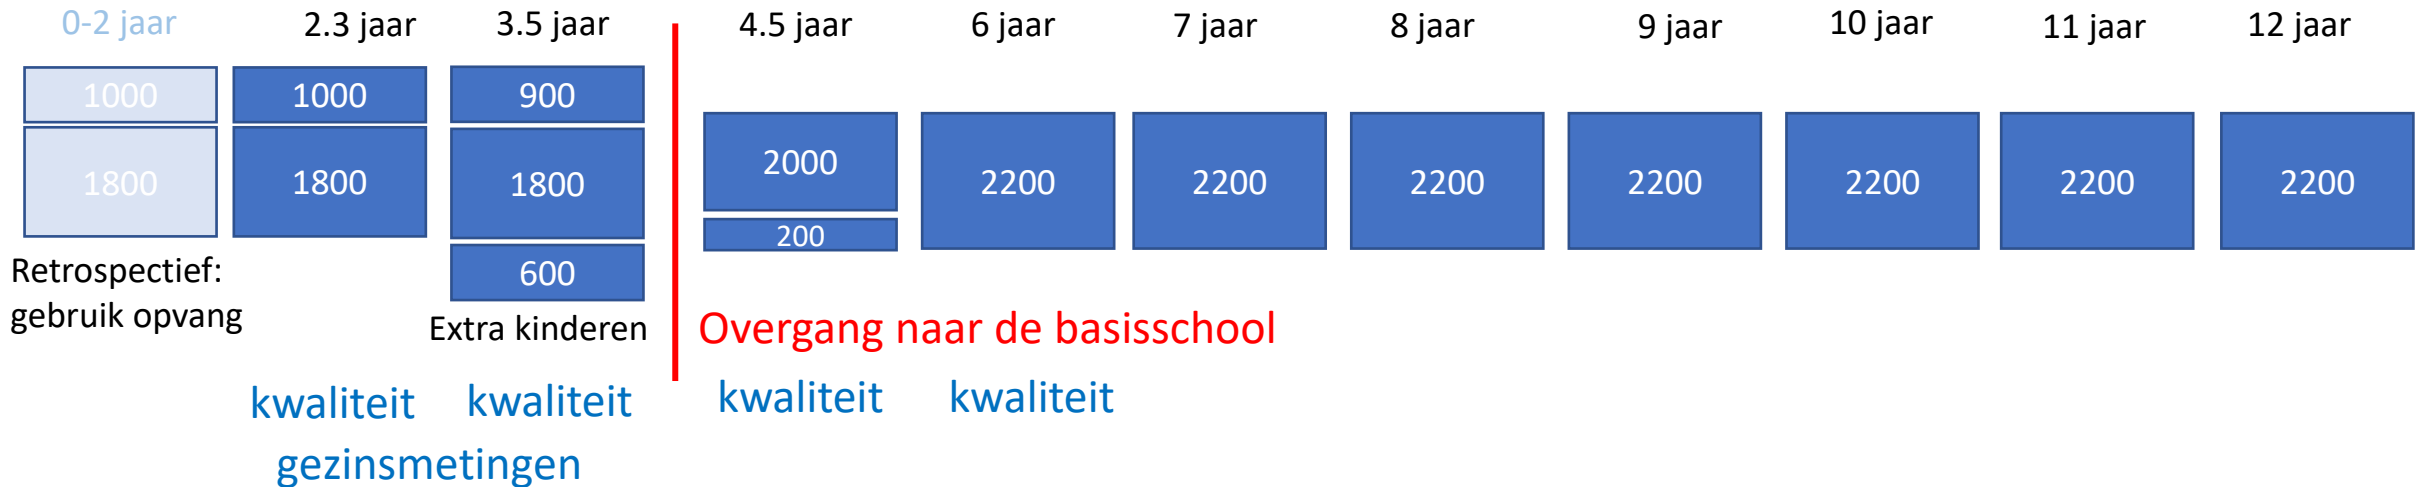 0-2 jaar 2.3 jaar 3.5 jaar 4.5 jaar 6 jaar 7 jaar 8 jaar 9 jaar 10 jaar 11 jaar 12 jaar
1000 1000 900
1800 1800 1800 2000 2200 2200 2200 2200 2200 2200 2200
200
600
Retrospectief:
gebruik opvang
Extra kinderen
Overgang naar de basisschool
kwaliteit kwaliteit kwaliteit kwaliteit
gezinsmetingen